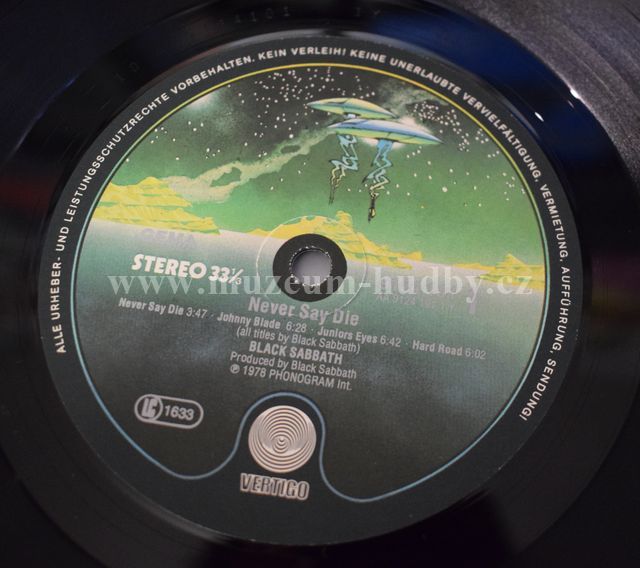 ALLE URHEBER- UND LEISTUNGSSCHUTZRECHTE VORBEHALTEN. KEIN VERLEIH! KEINE UNERLAUBTE VERVIELFÄLTIGUNG, VERMIETUNG, AUFFÜHRUNG, SENDUNG!
GEMA
STEREO 33⅓
www.muzeum-hudby.cz
1
Never Say Die
Never Say Die 3:47 · Johnny Blade 6:28 · Juniors Eyes 6:42 · Hard Road 6:02
(all titles by Black Sabbath)
BLACK SABBATH
Produced by Black Sabbath
℗ 1978 PHONOGRAM Int.
LC 1633
VERTIGO